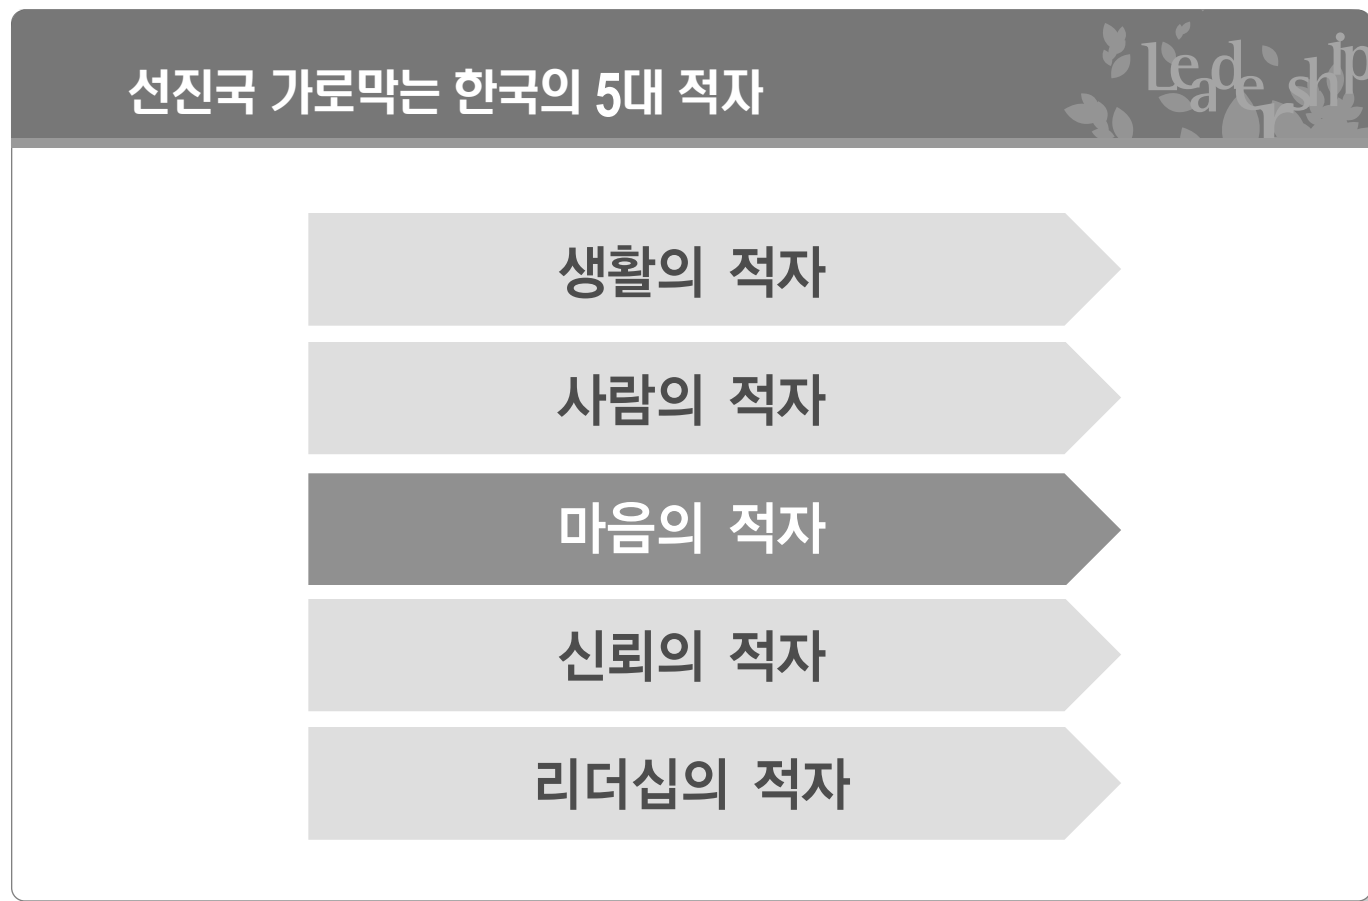 선진국 가로막는 한국의 5대 적자
Leadership
생활의 적자
사람의 적자
마음의 적자
신뢰의 적자
리더십의 적자